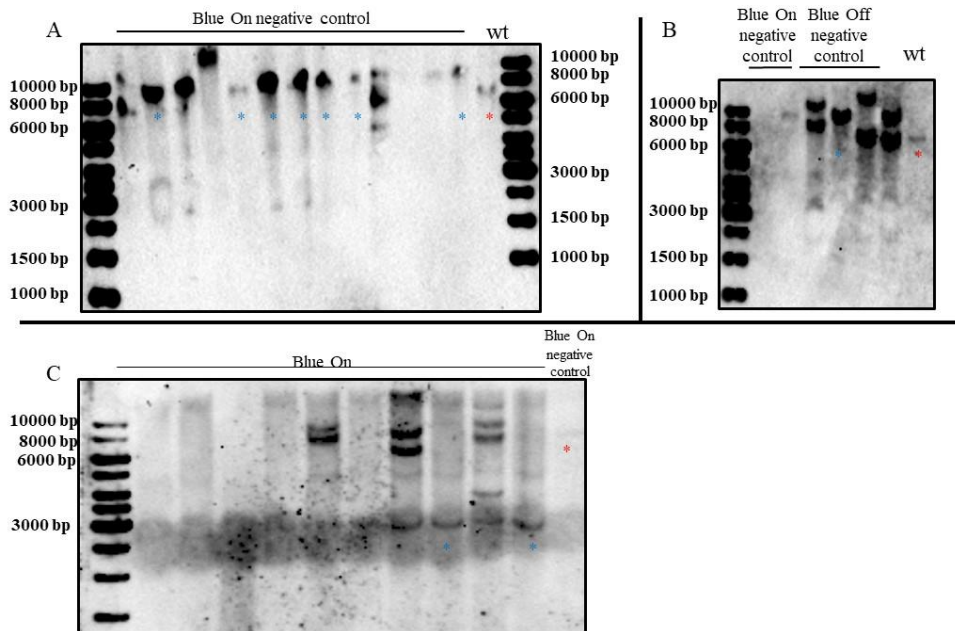 A
Blue On negative control
wt
10000 bp
8000 bp
6000 bp
3000 bp
1500 bp
1000 bp
*
*
*
*
*
*
*
*
10000 bp
8000 bp
6000 bp
3000 bp
1500 bp
1000 bp
B
Blue On
negative
control
Blue Off
negative
control
wt
10000 bp
8000 bp
6000 bp
3000 bp
1500 bp
1000 bp
*
*
C
Blue On
Blue On
negative
control
10000 bp
8000 bp
6000 bp
3000 bp
*
*
*